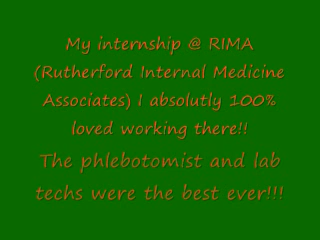 My internship @ RIMA
(Rutherford Internal Medicine
Associates) I absolutly 100%
loved working there!!
The phlebotomist and lab
techs were the best ever!!!